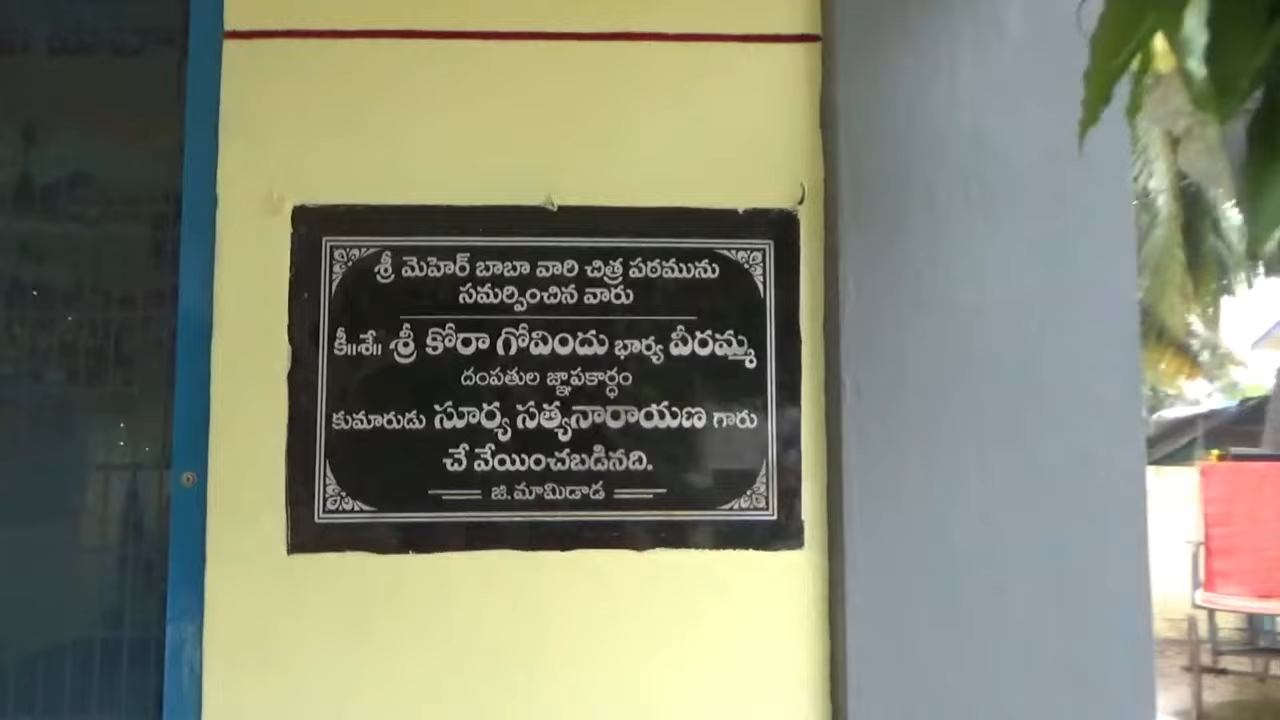 శ్రీ మెహెర్ బాబా వారి చిత్ర పఠమును
సమర్పించిన వారు
కీ॥శే॥ శ్రీ కోరా గోవిందు భార్య వీరమ్మ
దంపతుల జ్ఞాపకార్ధం
కుమారుడు సూర్య సత్యనారాయణ గారు
చే వేయించబడినది.
జి.మామిడాడ